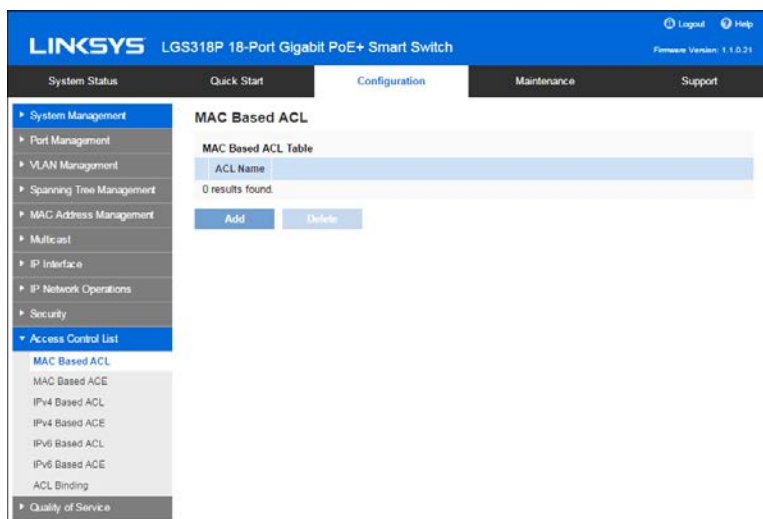 Logout Help
LINKSYS LGS318P 18-Port Gigabit PoE+ Smart Switch
Firmware Version: 1.1.0.21
System Status Quick Start Configuration Maintenance Support
System Management
Port Management
VLAN Management
Spanning Tree Management
MAC Address Management
Multicast
IP Interface
IP Network Operations
Security
Access Control List
MAC Based ACL
MAC Based ACE
IPv4 Based ACL
IPv4 Based ACE
IPv6 Based ACL
IPv6 Based ACE
ACL Binding
Quality of Service
MAC Based ACL
MAC Based ACL Table
ACL Name
0 results found.
Add Delete